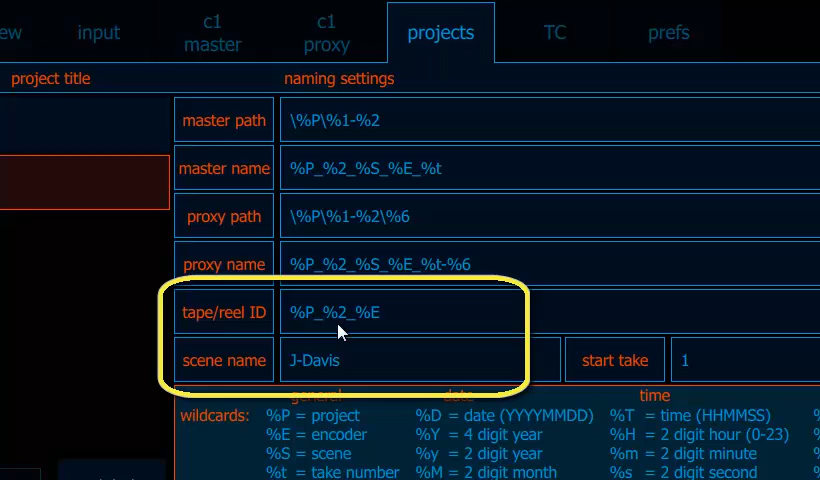 ew input c1 master c1 proxy projects TC prefs
project title naming settings
master path \%P\%1-%2
master name %P_%2_%S_%E_%t
proxy path \%P\%1-%2\%6
proxy name %P_%2_%S_%E_%t-%6
tape/reel ID %P_%2_%E
scene name J-Davis start take 1
general date time
wildcards: %P = project %D = date (YYYYMMDD) %T = time (HHMMSS)
%E = encoder %Y = 4 digit year %H = 2 digit hour (0-23)
%S = scene %y = 2 digit year %m = 2 digit minute
%t = take number %M = 2 digit month %s = 2 digit second